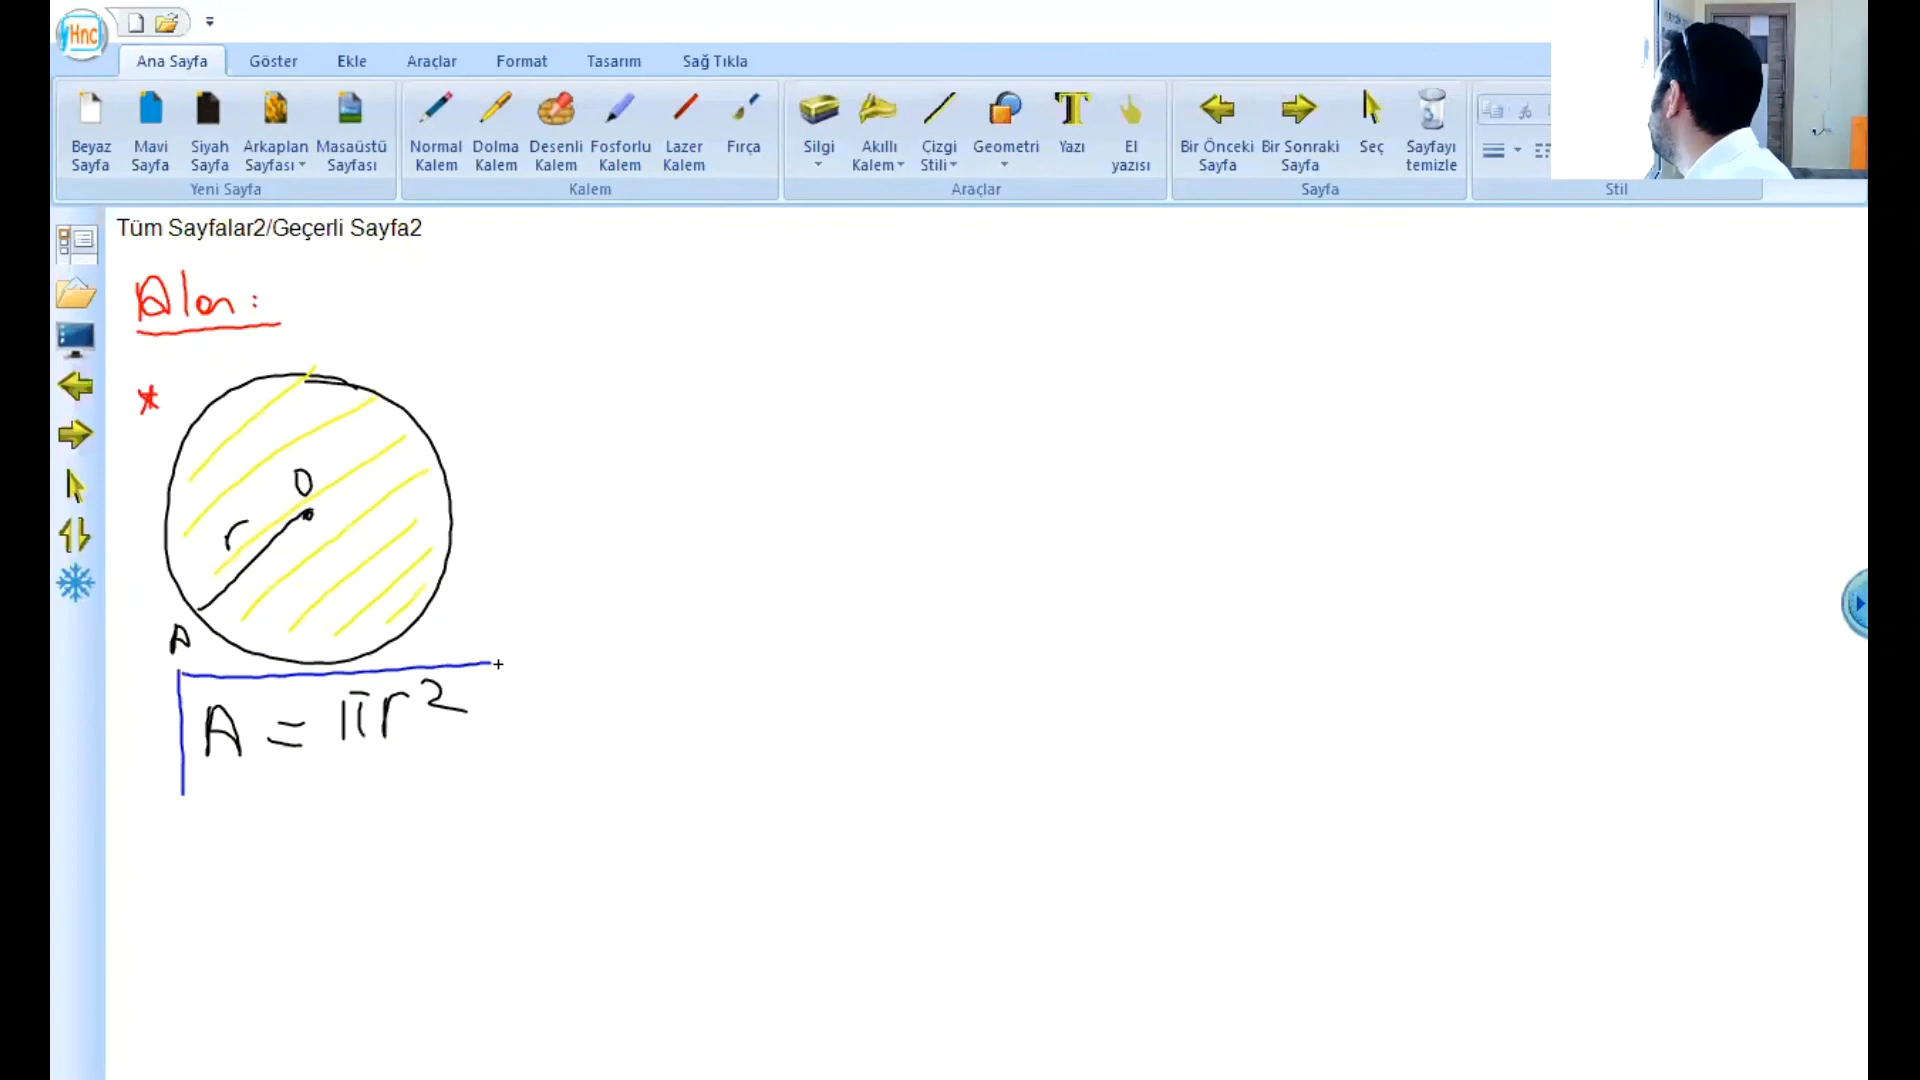 Hnc
Ana Sayfa Göster Ekle Araçlar Format Tasarım Sağ Tıkla
Beyaz Sayfa Mavi Sayfa Siyah Sayfa Arkaplan Sayfası Masaüstü Sayfası
Yeni Sayfa
Normal Kalem Dolma Kalem Desenli Kalem Fosforlu Kalem Lazer Kalem Fırça
Kalem
Silgi Akıllı Kalem Çizgi Stili Geometri Yazı El yazısı
Araçlar
Bir Önceki Sayfa Bir Sonraki Sayfa Seç Sayfayı temizle
Sayfa
Stil
Tüm Sayfalar2/Geçerli Sayfa2
Alan:
O
r
A
A = πr²